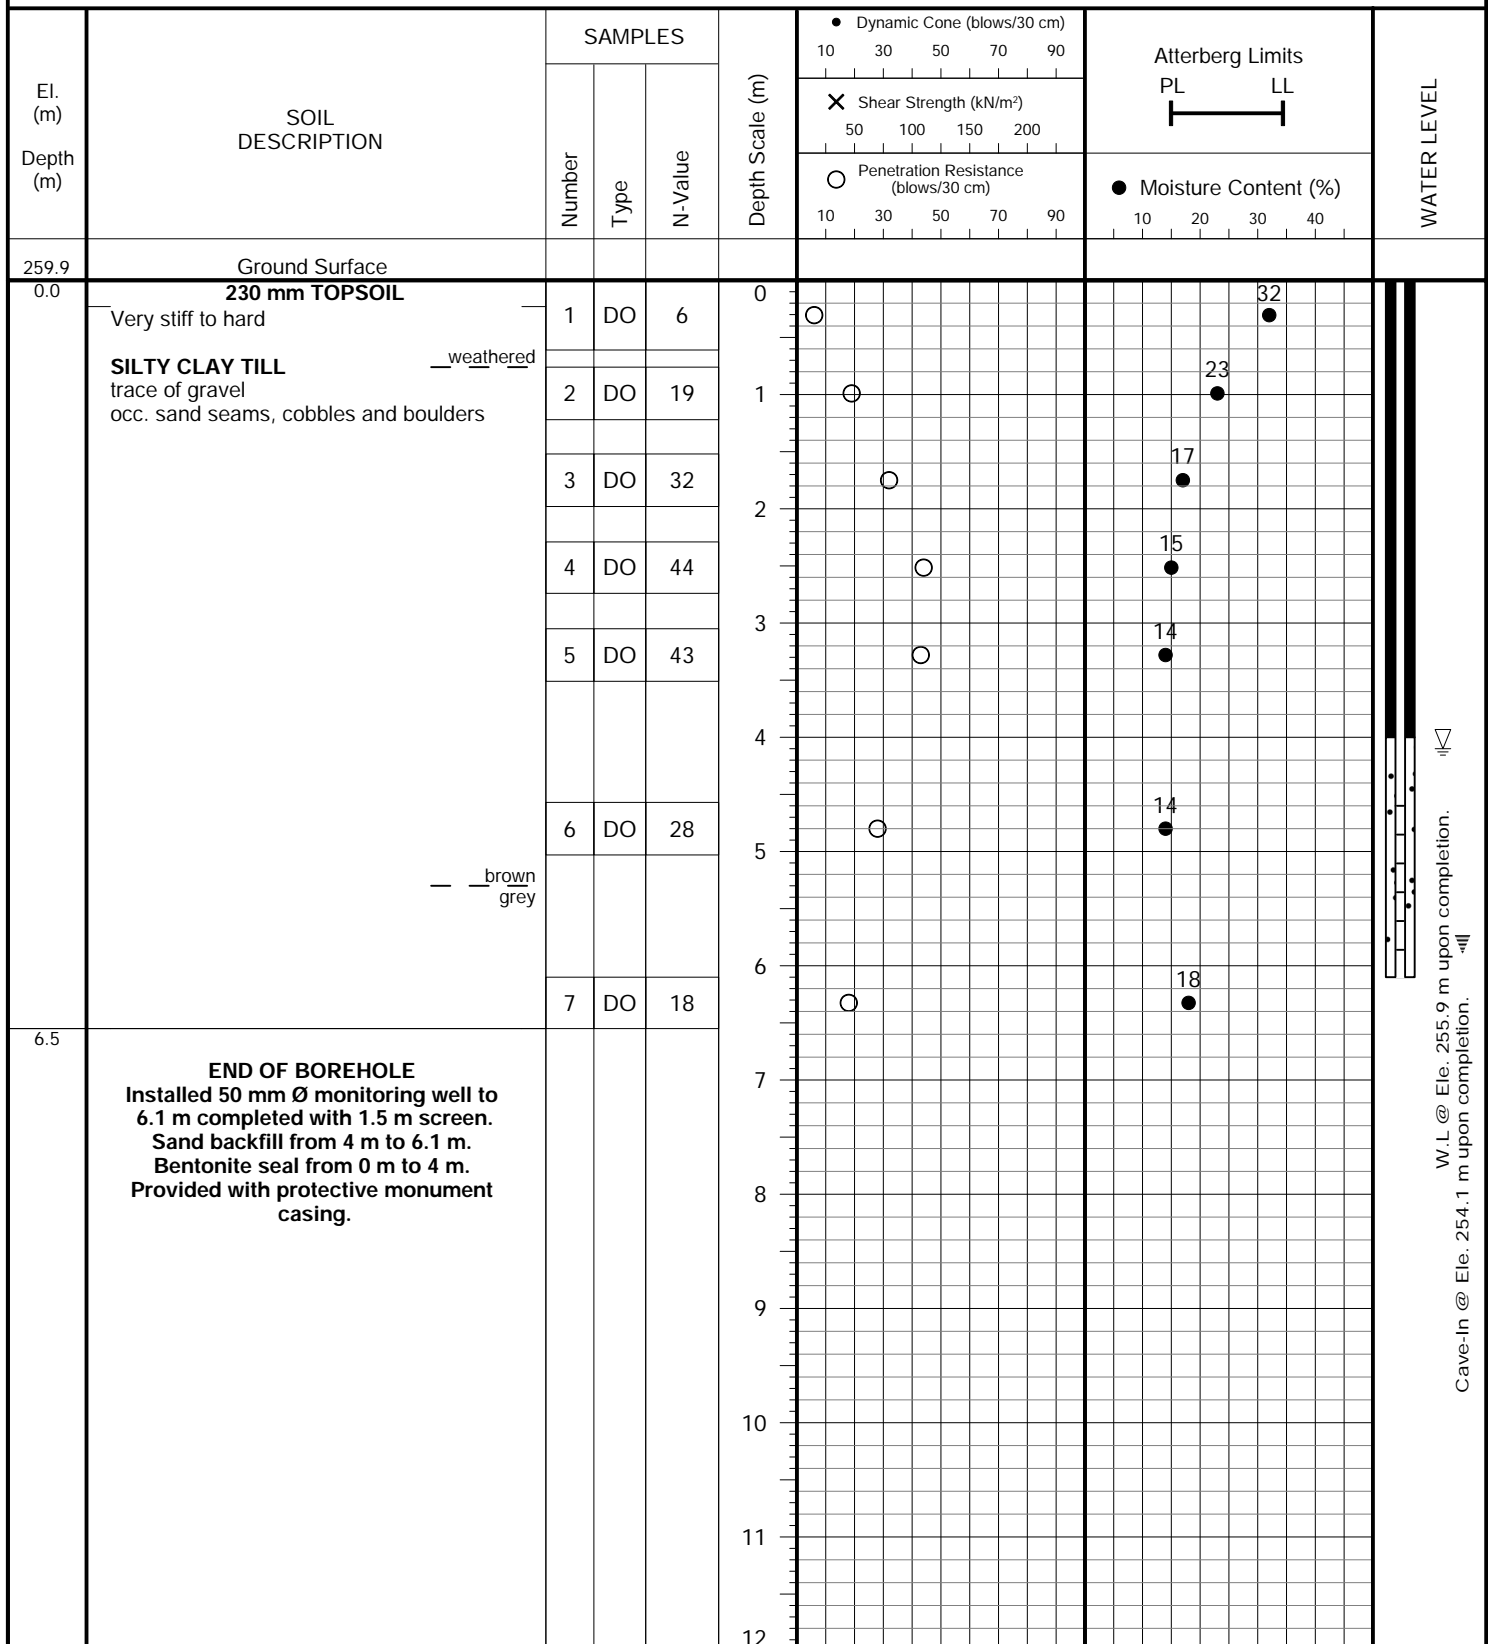 El.
(m)
Depth
(m)
SOIL
DESCRIPTION
SAMPLES
Number
Type
N-Value
Depth Scale (m)
● Dynamic Cone (blows/30 cm)
10 30 50 70 90
✕ Shear Strength (kN/m²)
50 100 150 200
○ Penetration Resistance
(blows/30 cm)
10 30 50 70 90
Atterberg Limits
PL LL
● Moisture Content (%)
10 20 30 40
WATER LEVEL
259.9 Ground Surface
0.0 230 mm TOPSOIL
Very stiff to hard
weathered
SILTY CLAY TILL
trace of gravel
occ. sand seams, cobbles and boulders
brown
grey
1 DO 6
2 DO 19
3 DO 32
4 DO 44
5 DO 43
6 DO 28
7 DO 18
6.5
END OF BOREHOLE
Installed 50 mm Ø monitoring well to
6.1 m completed with 1.5 m screen.
Sand backfill from 4 m to 6.1 m.
Bentonite seal from 0 m to 4 m.
Provided with protective monument
casing.
0
1
2
3
4
5
6
7
8
9
10
11
12
32
23
17
15
14
14
18
W.L @ Ele. 255.9 m upon completion.
Cave-In @ Ele. 254.1 m upon completion.